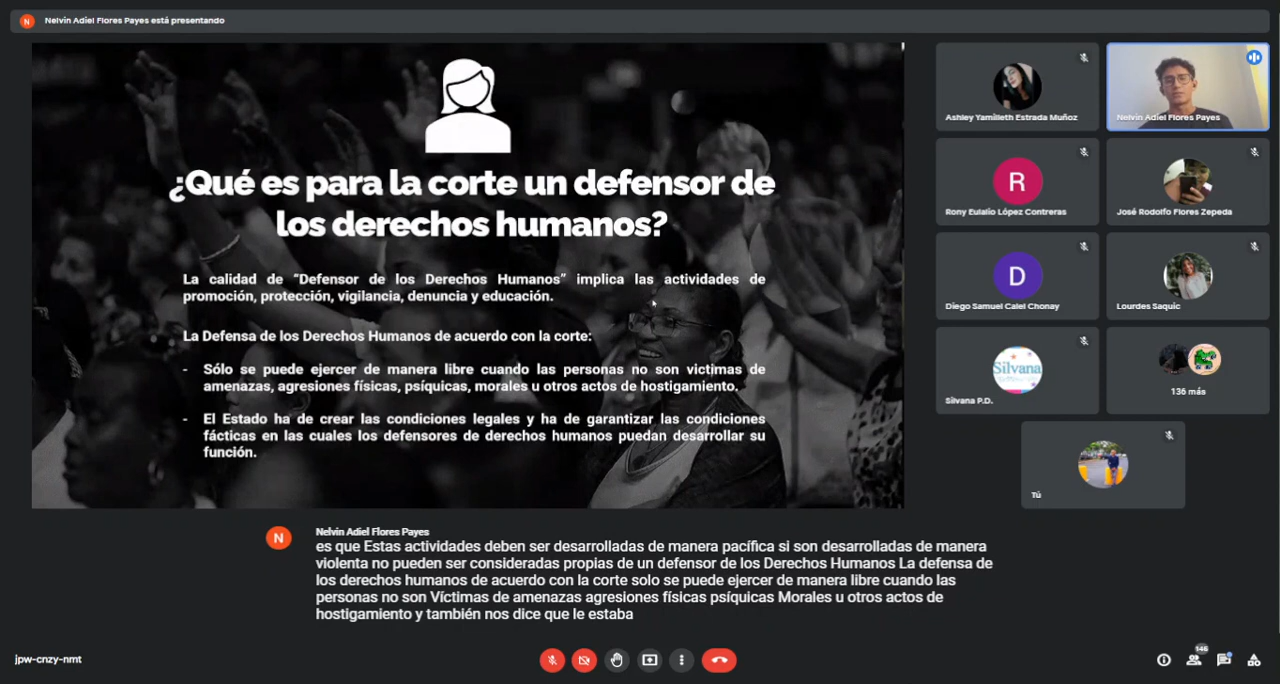 N
Nelvin Adiel Flores Payes está presentando
¿Qué es para la corte un defensor de
los derechos humanos?
La calidad de “Defensor de los Derechos Humanos” implica las actividades de
promoción, protección, vigilancia, denuncia y educación.
La Defensa de los Derechos Humanos de acuerdo con la corte:
- Sólo se puede ejercer de manera libre cuando las personas no son victimas de
amenazas, agresiones físicas, psíquicas, morales u otros actos de hostigamiento.
- El Estado ha de crear las condiciones legales y ha de garantizar las condiciones
fácticas en las cuales los defensores de derechos humanos puedan desarrollar su
función.
Ashley Yamilleth Estrada Muñoz
Nelvin Adiel Flores Payes
R
Rony Eulalio López Contreras
José Rodolfo Flores Zepeda
D
Diego Samuel Calel Chonay
Lourdes Saquic
Silvana
Silvana P.D.
136 más
Tú
N
Nelvin Adiel Flores Payes
es que Estas actividades deben ser desarrolladas de manera pacífica si son desarrolladas de manera
violenta no pueden ser consideradas propias de un defensor de los Derechos Humanos La defensa de
los derechos humanos de acuerdo con la corte solo se puede ejercer de manera libre cuando las
personas no son Víctimas de amenazas agresiones físicas psíquicas Morales u otros actos de
hostigamiento y también nos dice que le estaba
jpw-cnzy-nmt
146